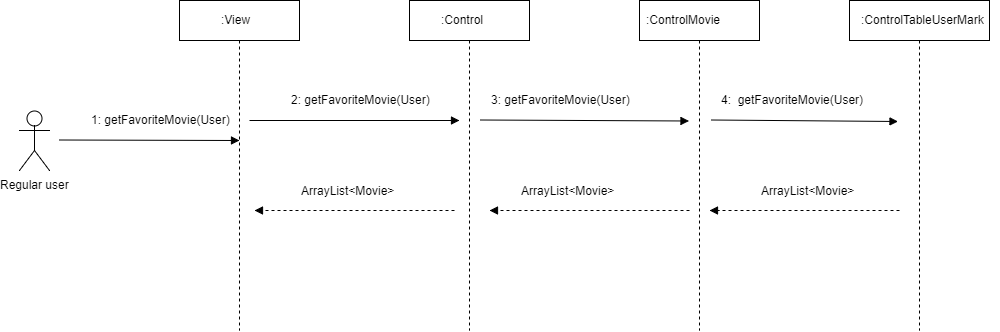 :View
:Control
:ControlMovie
:ControlTableUserMark
1: getFavoriteMovie(User)
2: getFavoriteMovie(User)
3: getFavoriteMovie(User)
4:  getFavoriteMovie(User)
Regular user
ArrayList<Movie>
ArrayList<Movie>
ArrayList<Movie>